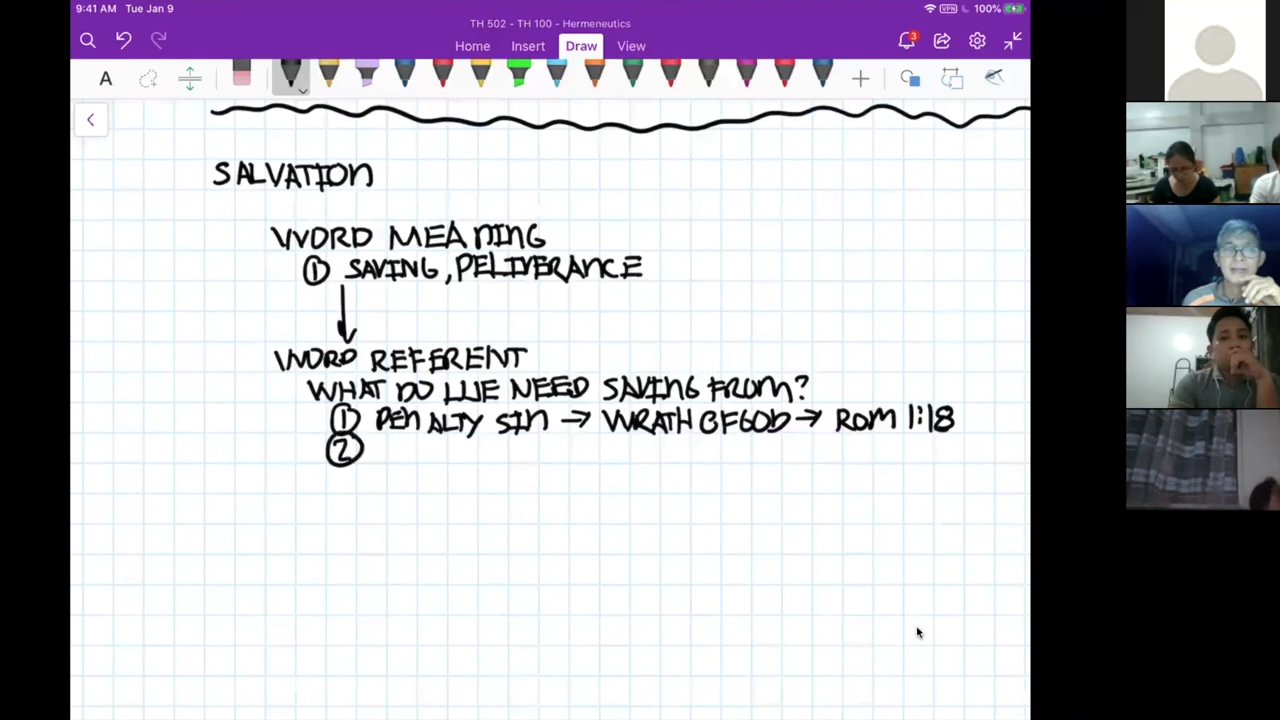 9:41 AM Tue Jan 9
VPN 100%
TH 502 - TH 100 - Hermeneutics
Home Insert Draw View
3
A
SALVATION
WORD MEANING
① SAVING, DELIVERANCE
WORD REFERENT
WHAT DO WE NEED SAVING FROM?
① PENALTY SIN → WRATH OF GOD → ROM 1:18
②